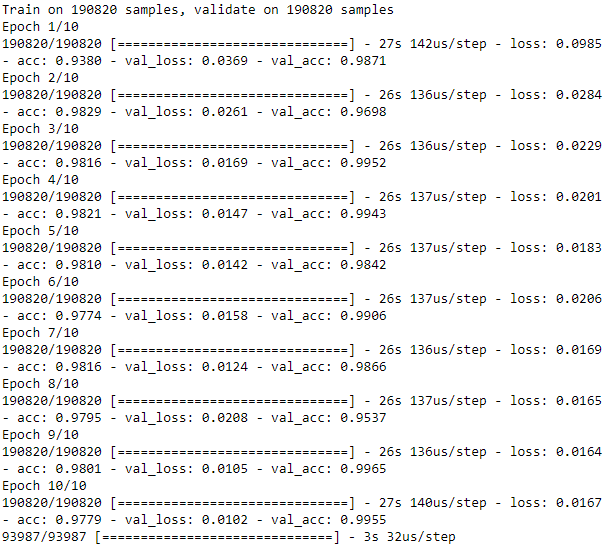 Train on 190820 samples, validate on 190820 samples
Epoch 1/10
190820/190820 [==============================] - 27s 142us/step - loss: 0.0985
- acc: 0.9380 - val_loss: 0.0369 - val_acc: 0.9871
Epoch 2/10
190820/190820 [==============================] - 26s 136us/step - loss: 0.0284
- acc: 0.9829 - val_loss: 0.0261 - val_acc: 0.9698
Epoch 3/10
190820/190820 [==============================] - 26s 136us/step - loss: 0.0229
- acc: 0.9816 - val_loss: 0.0169 - val_acc: 0.9952
Epoch 4/10
190820/190820 [==============================] - 26s 137us/step - loss: 0.0201
- acc: 0.9821 - val_loss: 0.0147 - val_acc: 0.9943
Epoch 5/10
190820/190820 [==============================] - 26s 137us/step - loss: 0.0183
- acc: 0.9810 - val_loss: 0.0142 - val_acc: 0.9842
Epoch 6/10
190820/190820 [==============================] - 26s 137us/step - loss: 0.0206
- acc: 0.9774 - val_loss: 0.0158 - val_acc: 0.9906
Epoch 7/10
190820/190820 [==============================] - 26s 136us/step - loss: 0.0169
- acc: 0.9816 - val_loss: 0.0124 - val_acc: 0.9866
Epoch 8/10
190820/190820 [==============================] - 26s 137us/step - loss: 0.0165
- acc: 0.9795 - val_loss: 0.0208 - val_acc: 0.9537
Epoch 9/10
190820/190820 [==============================] - 26s 136us/step - loss: 0.0164
- acc: 0.9801 - val_loss: 0.0105 - val_acc: 0.9965
Epoch 10/10
190820/190820 [==============================] - 27s 140us/step - loss: 0.0167
- acc: 0.9779 - val_loss: 0.0102 - val_acc: 0.9955
93987/93987 [==============================] - 3s 32us/step